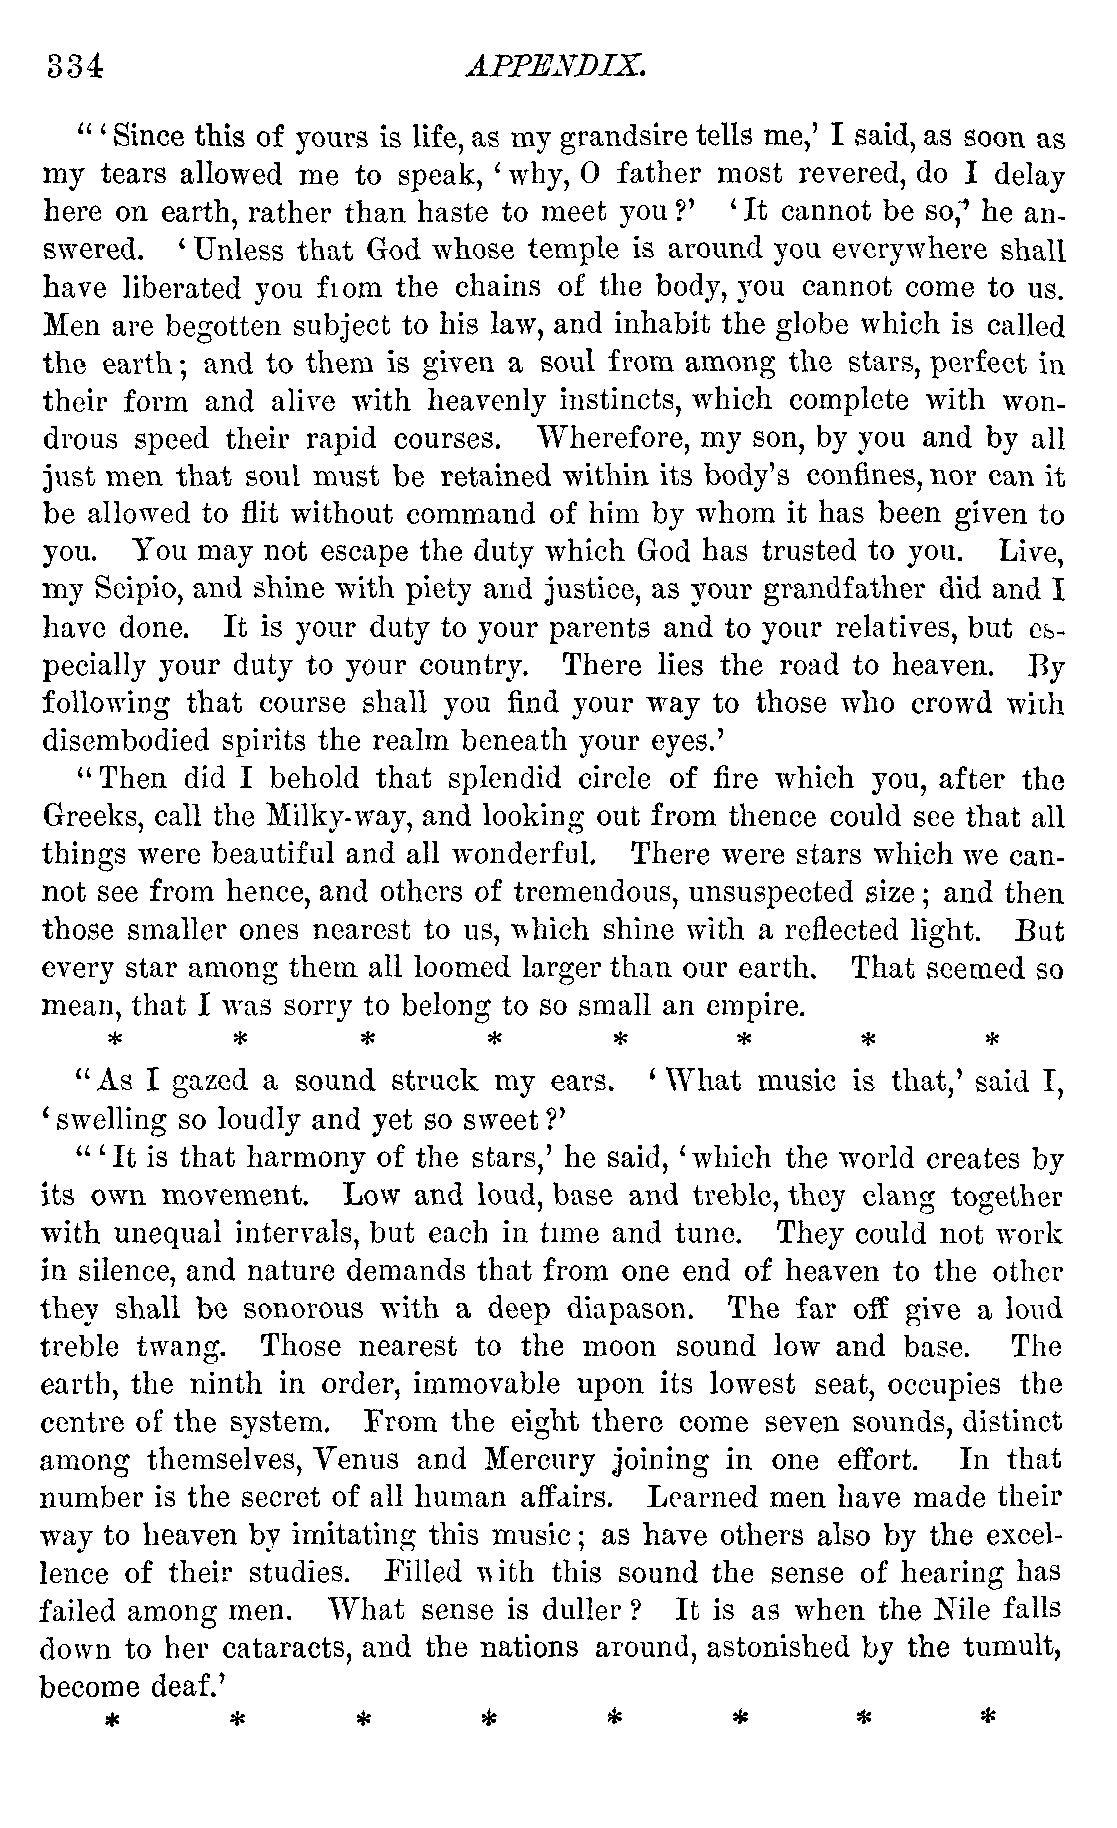 334 APPENDIX.
"'Since this of yours is life, as my grandsire tells me,' I said, as soon as
my tears allowed me to speak, 'why, O father most revered, do I delay
here on earth, rather than haste to meet you?' 'It cannot be so,' he an-
swered. 'Unless that God whose temple is around you everywhere shall
have liberated you from the chains of the body, you cannot come to us.
Men are begotten subject to his law, and inhabit the globe which is called
the earth; and to them is given a soul from among the stars, perfect in
their form and alive with heavenly instincts, which complete with won-
drous speed their rapid courses. Wherefore, my son, by you and by all
just men that soul must be retained within its body's confines, nor can it
be allowed to flit without command of him by whom it has been given to
you. You may not escape the duty which God has trusted to you. Live,
my Scipio, and shine with piety and justice, as your grandfather did and I
have done. It is your duty to your parents and to your relatives, but es-
pecially your duty to your country. There lies the road to heaven. By
following that course shall you find your way to those who crowd with
disembodied spirits the realm beneath your eyes.'
"Then did I behold that splendid circle of fire which you, after the
Greeks, call the Milky-way, and looking out from thence could see that all
things were beautiful and all wonderful. There were stars which we can-
not see from hence, and others of tremendous, unsuspected size; and then
those smaller ones nearest to us, which shine with a reflected light. But
every star among them all loomed larger than our earth. That seemed so
mean, that I was sorry to belong to so small an empire.
* * * * * * * *
"As I gazed a sound struck my ears. 'What music is that,' said I,
'swelling so loudly and yet so sweet?'
"'It is that harmony of the stars,' he said, 'which the world creates by
its own movement. Low and loud, base and treble, they clang together
with unequal intervals, but each in time and tune. They could not work
in silence, and nature demands that from one end of heaven to the other
they shall be sonorous with a deep diapason. The far off give a loud
treble twang. Those nearest to the moon sound low and base. The
earth, the ninth in order, immovable upon its lowest seat, occupies the
centre of the system. From the eight there come seven sounds, distinct
among themselves, Venus and Mercury joining in one effort. In that
number is the secret of all human affairs. Learned men have made their
way to heaven by imitating this music; as have others also by the excel-
lence of their studies. Filled with this sound the sense of hearing has
failed among men. What sense is duller? It is as when the Nile falls
down to her cataracts, and the nations around, astonished by the tumult,
become deaf.'
* * * * * * * *